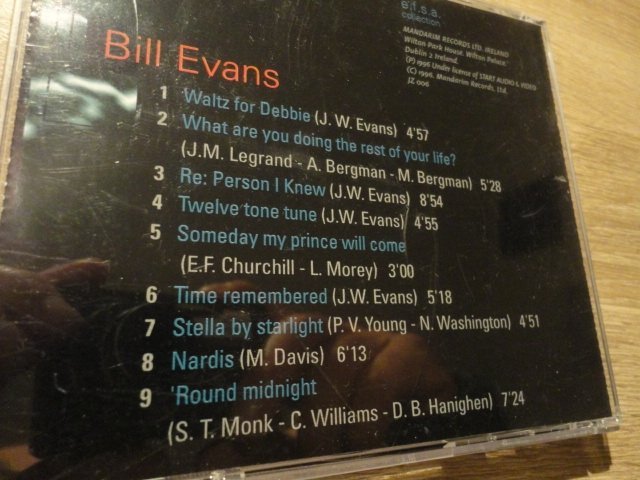 e.f.s.a.
collection
MANDARIM RECORDS LTD. IRELAND
Wilton Park House. Wilton Palace.
Dublin 2 Ireland.
(P) 1996 Under license of START AUDIO & VIDEO
(C) 1996. Mandarim Records, Ltd.
JZ 006
Bill Evans
1 Waltz for Debbie (J. W. Evans) 4'57
2 What are you doing the rest of your life?
(J.M. Legrand - A. Bergman - M. Bergman) 5'28
3 Re: Person I Knew (J.W. Evans) 8'54
4 Twelve tone tune (J.W. Evans) 4'55
5 Someday my prince will come
(E.F. Churchill - L. Morey) 3'00
6 Time remembered (J.W. Evans) 5'18
7 Stella by starlight (P. V. Young - N. Washington) 4'51
8 Nardis (M. Davis) 6'13
9 'Round midnight
(S. T. Monk - C. Williams - D. B. Hanighen) 7'24